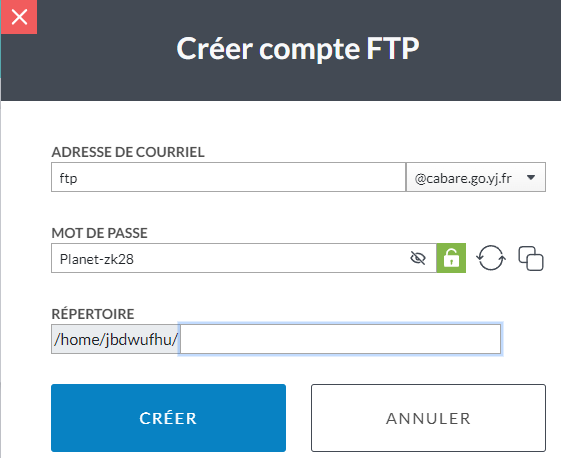 Créer compte FTP
ADRESSE DE COURRIEL
ftp @cabare.go.yj.fr
MOT DE PASSE
Planet-zk28
RÉPERTOIRE
/home/jbdwufhu/
CRÉER ANNULER